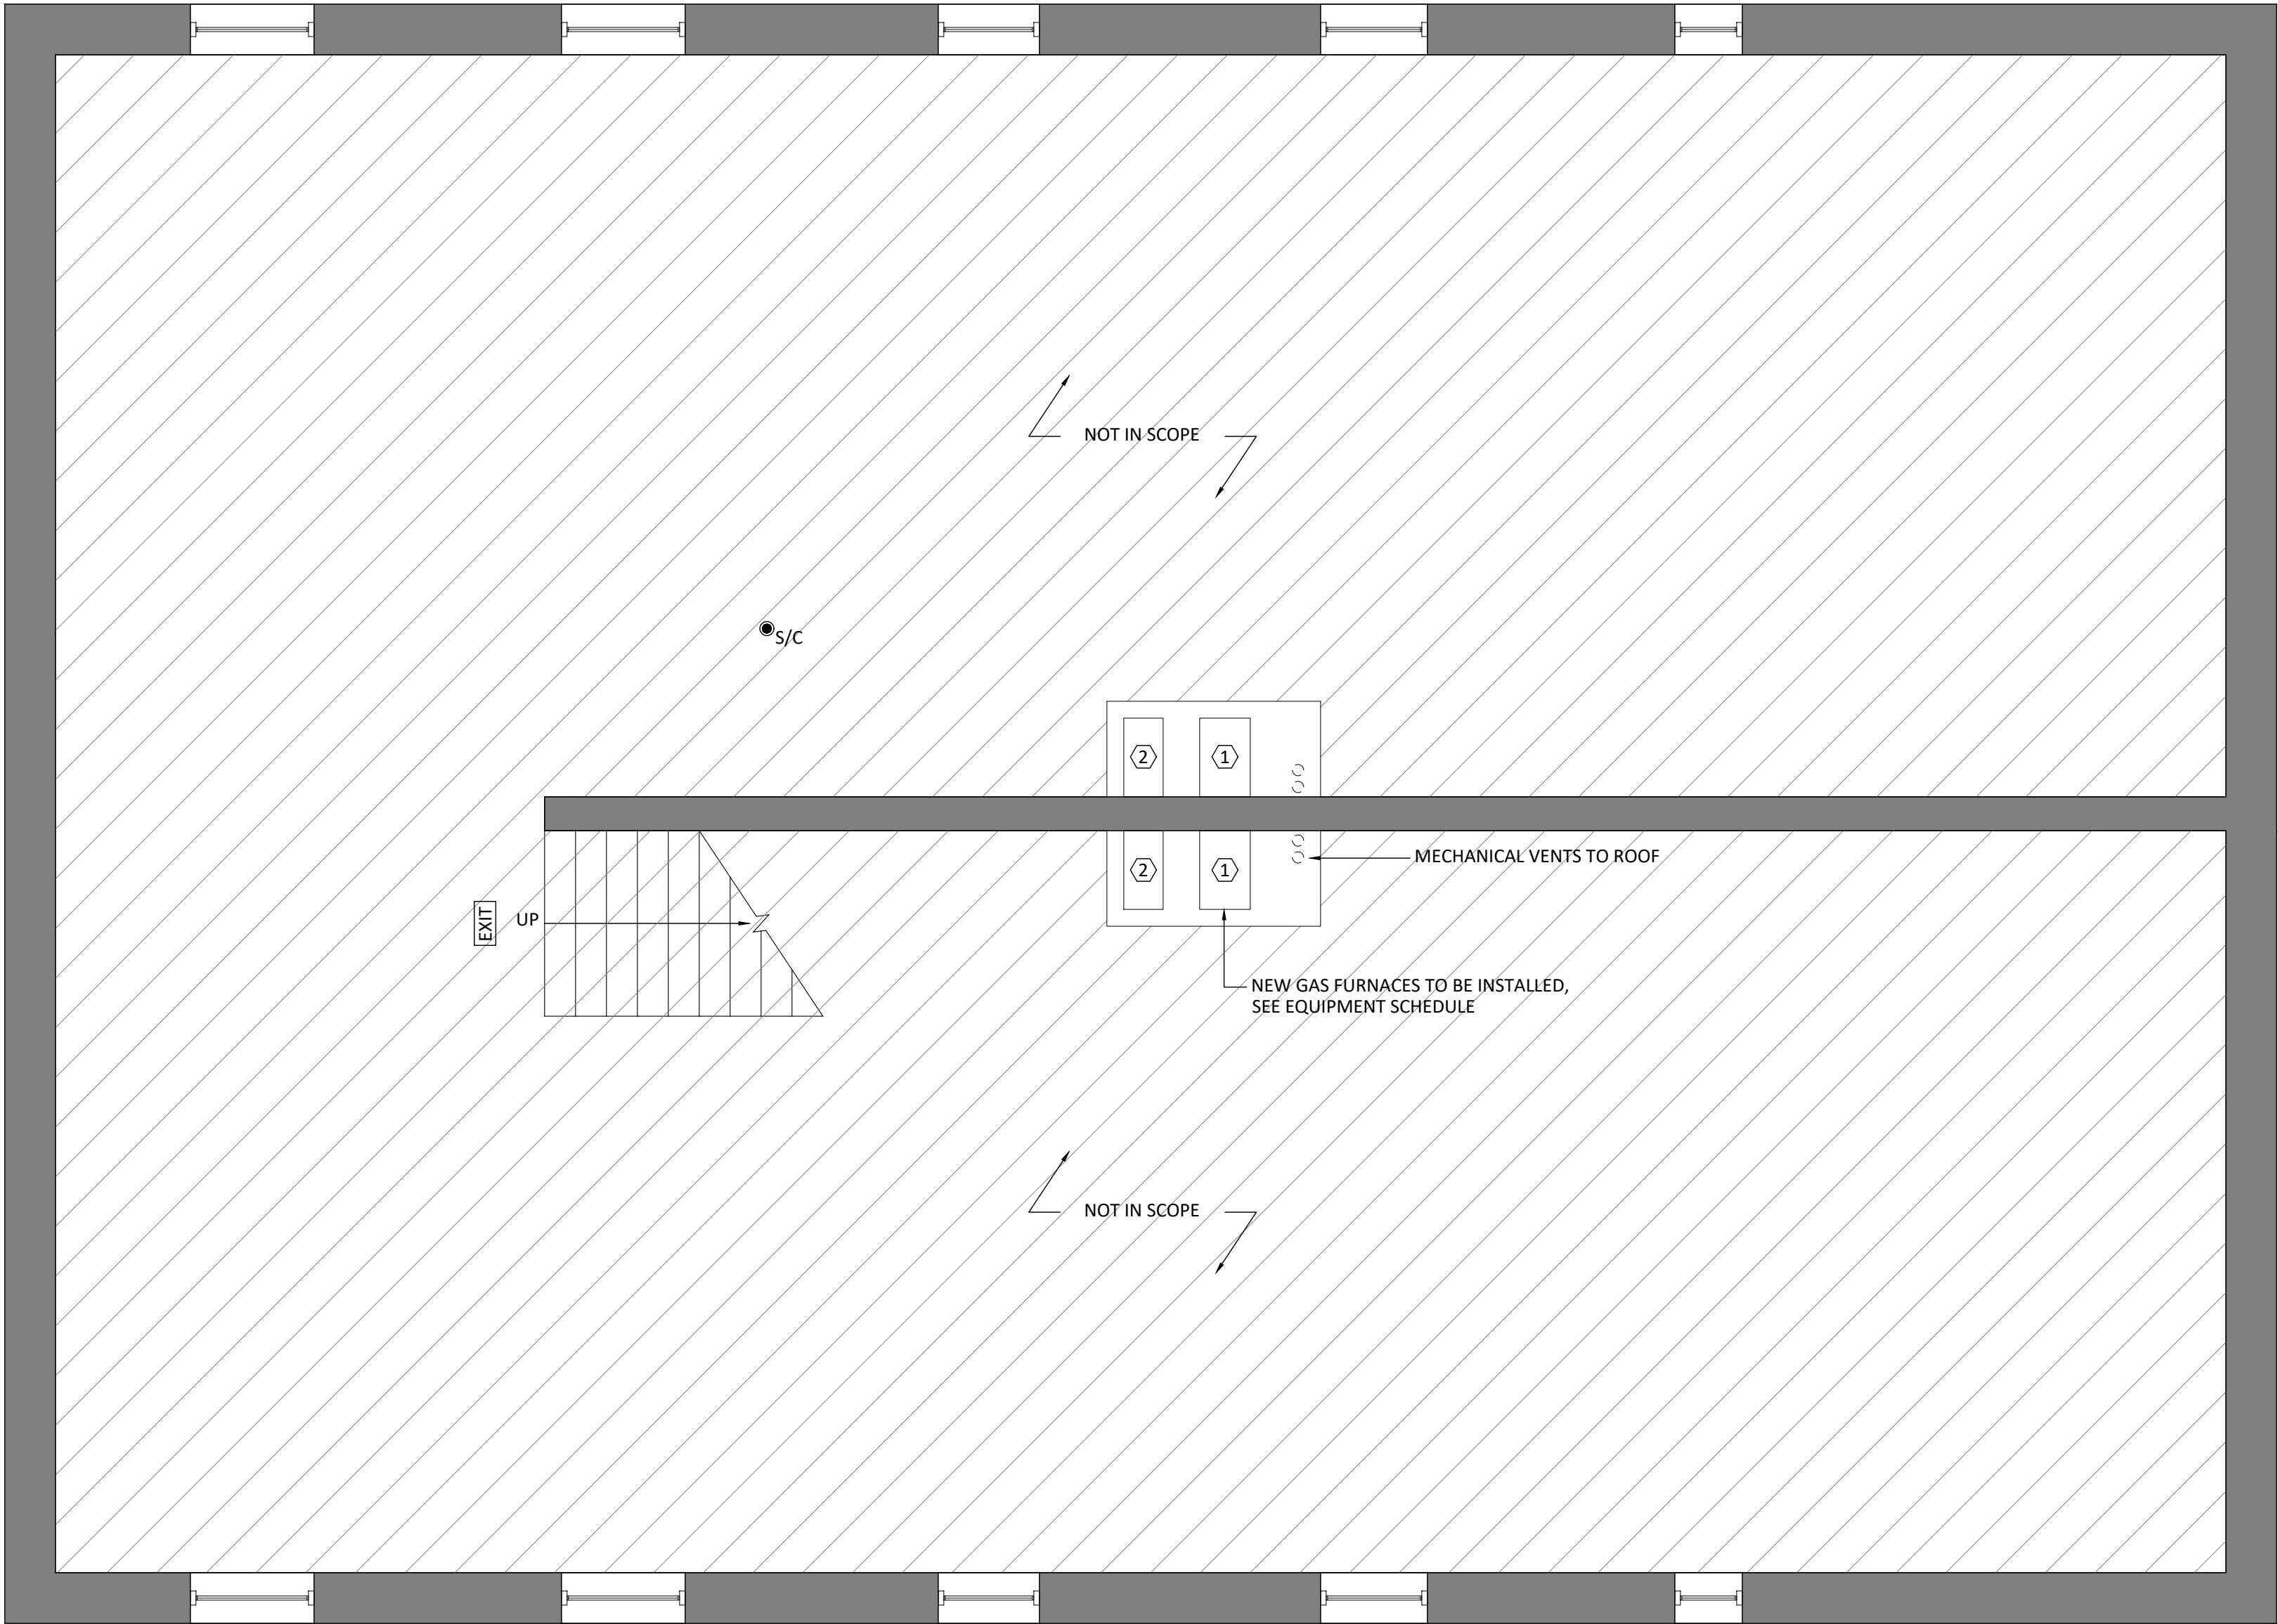 NOT IN SCOPE
S/C
2
1
2
1
MECHANICAL VENTS TO ROOF
EXIT
UP
NEW GAS FURNACES TO BE INSTALLED,
SEE EQUIPMENT SCHEDULE
NOT IN SCOPE